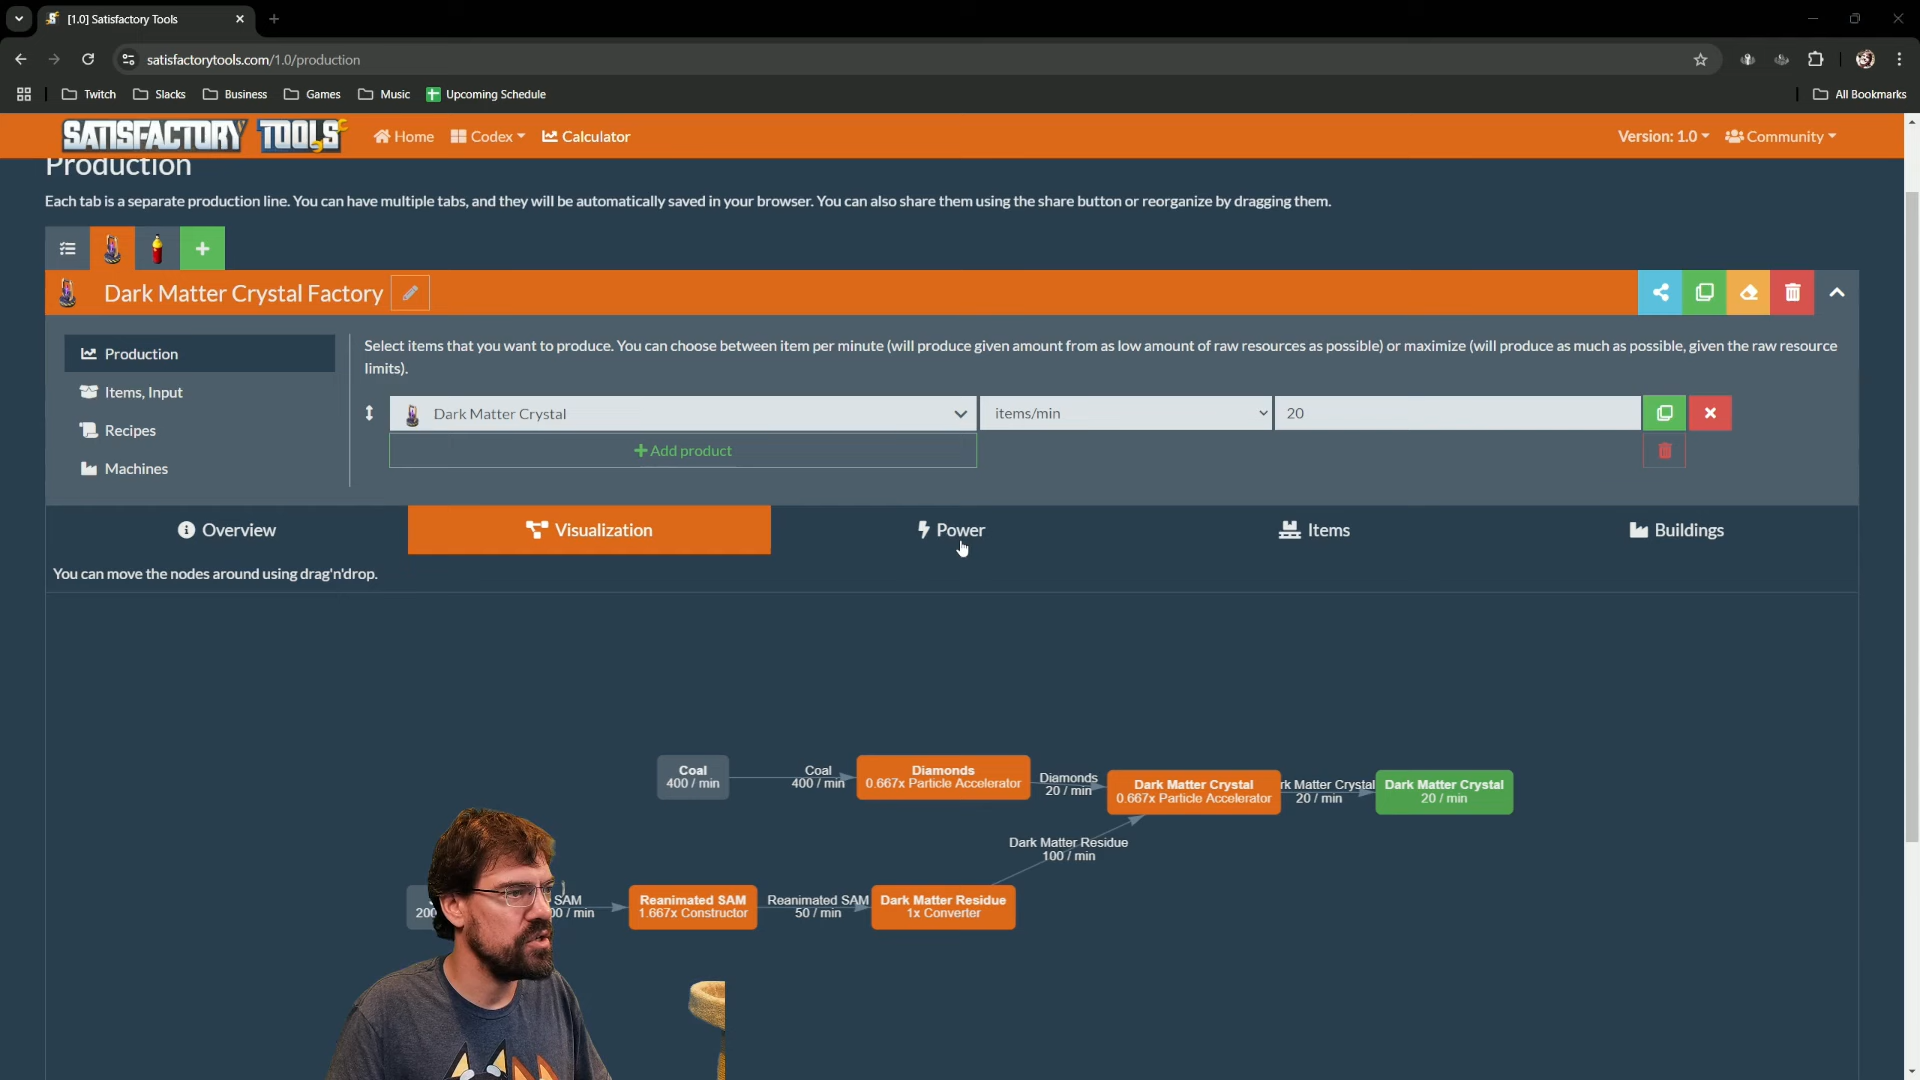 [1.0] Satisfactory Tools
satisfactorytools.com/1.0/production
Twitch Slacks Business Games Music Upcoming Schedule All Bookmarks
SATISFACTORY TOOLS Home Codex Calculator Version: 1.0 Community
Production
Each tab is a separate production line. You can have multiple tabs, and they will be automatically saved in your browser. You can also share them using the share button or reorganize by dragging them.
Dark Matter Crystal Factory
Production
Items, Input
Recipes
Machines
Select items that you want to produce. You can choose between item per minute (will produce given amount from as low amount of raw resources as possible) or maximize (will produce as much as possible, given the raw resource
limits).
Dark Matter Crystal items/min 20
Add product
Overview Visualization Power Items Buildings
You can move the nodes around using drag'n'drop.
Coal
400 / min
Coal
400 / min
Diamonds
0.667x Particle Accelerator
Diamonds
20 / min
Dark Matter Crystal
0.667x Particle Accelerator
rk Matter Crystal
20 / min
Dark Matter Crystal
20 / min
Dark Matter Residue
100 / min
200
SAM
00 / min
Reanimated SAM
1.667x Constructor
Reanimated SAM
50 / min
Dark Matter Residue
1x Converter